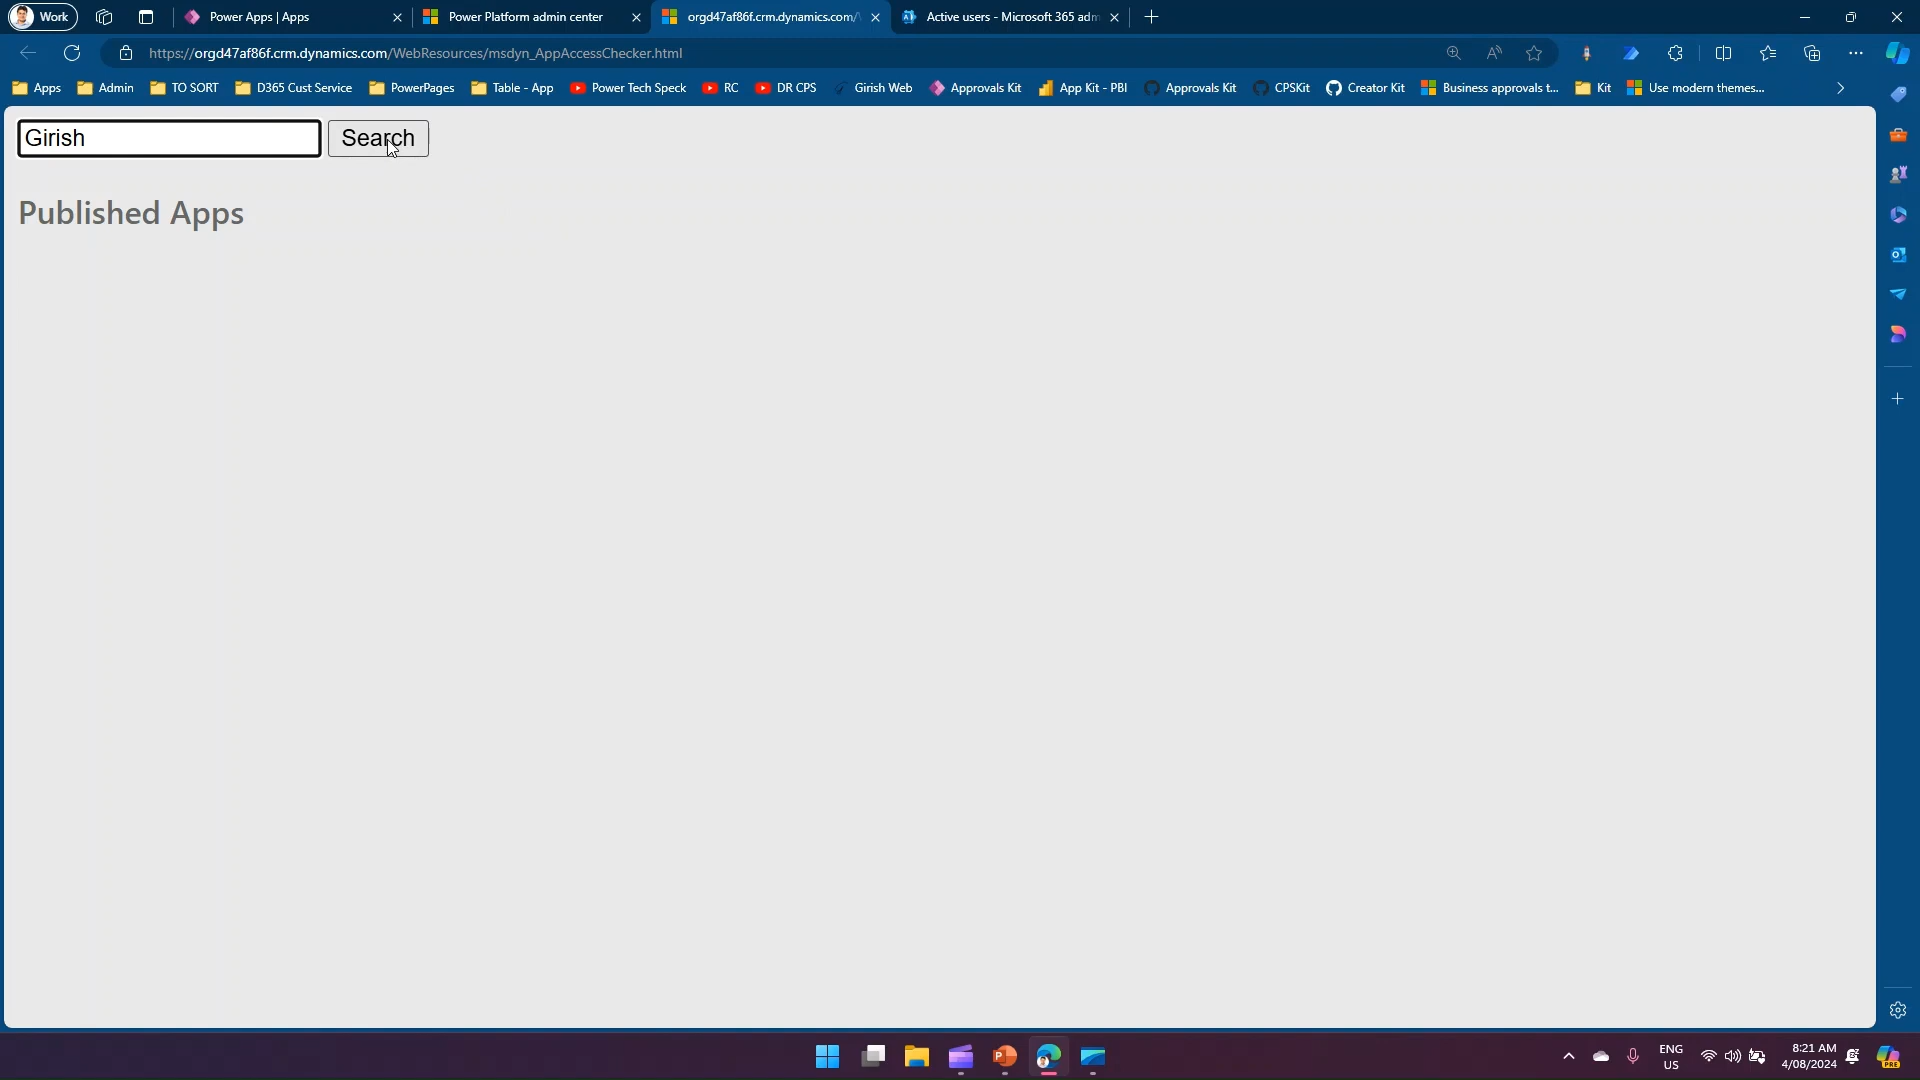 Work
Power Apps | Apps
Power Platform admin center
orgd47af86f.crm.dynamics.com/
Active users - Microsoft 365 adm
https://orgd47af86f.crm.dynamics.com/WebResources/msdyn_AppAccessChecker.html
Apps
Admin
TO SORT
D365 Cust Service
PowerPages
Table - App
Power Tech Speck
RC
DR CPS
Girish Web
Approvals Kit
App Kit - PBI
Approvals Kit
CPSKit
Creator Kit
Business approvals t...
Kit
Use modern themes...
Girish
Search
Published Apps
ENG
US
8:21 AM
4/08/2024
PRE